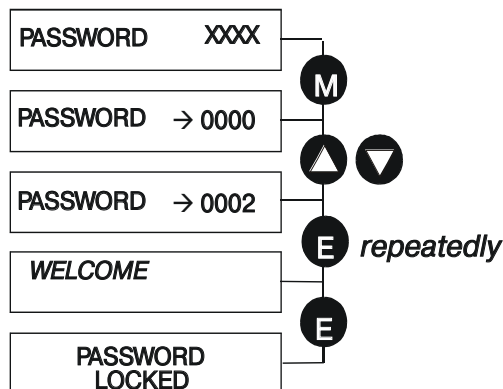 PASSWORD XXXX
M
PASSWORD → 0000
PASSWORD → 0002
E repeatedly
WELCOME
E
PASSWORD
LOCKED